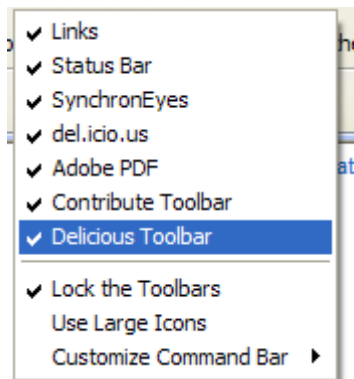 Links
Status Bar
SynchronEyes
del.icio.us
Adobe PDF
Contribute Toolbar
Delicious Toolbar
Lock the Toolbars
Use Large Icons
Customize Command Bar